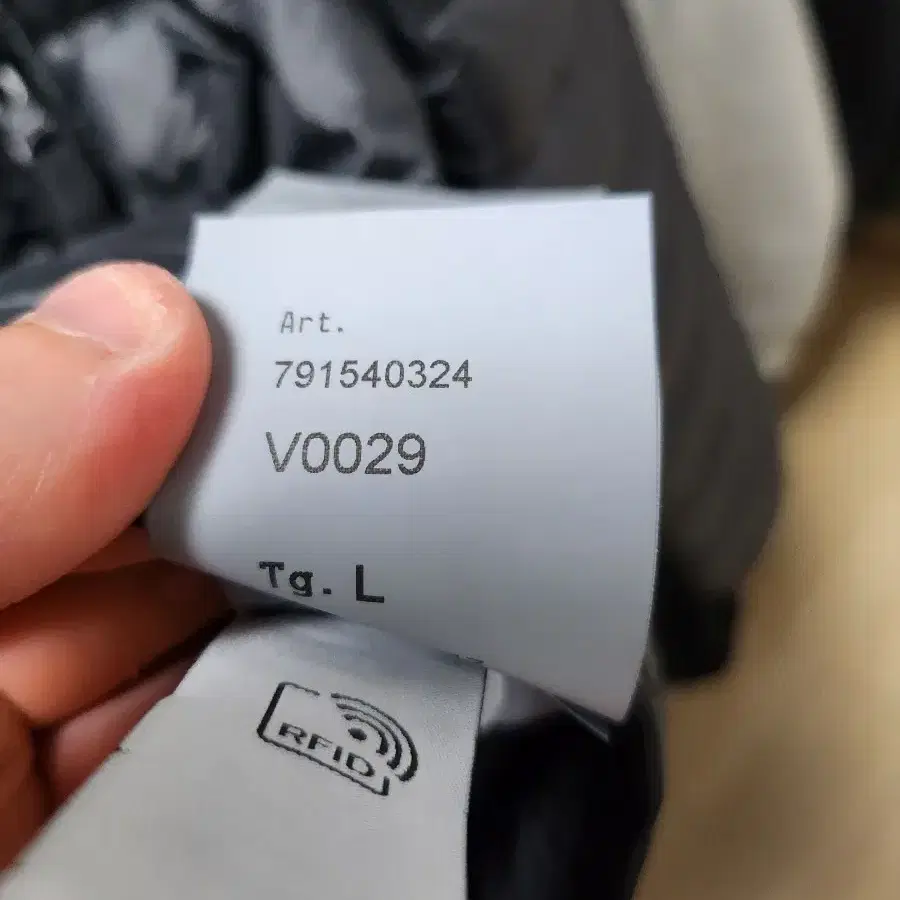 Art.
791540324
V0029
Tg. L
RFID